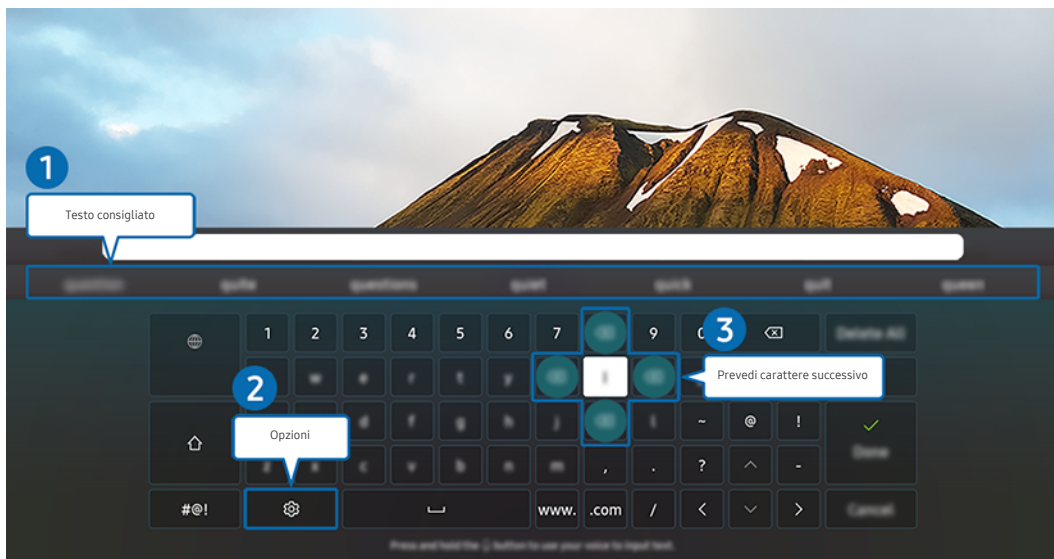 1
Testo consigliato
question quite questions quiet quick quit queen
1 2 3 4 5 6 7 9
3
Delete All
Prevedi carattere successivo
w e r t y
2
Opzioni
d f g h j l ~ @ !
Done
z x c v b n m , . ? ^ -
#@! www. .com / < >
Cancel
Press and hold the button to use your voice to input text.